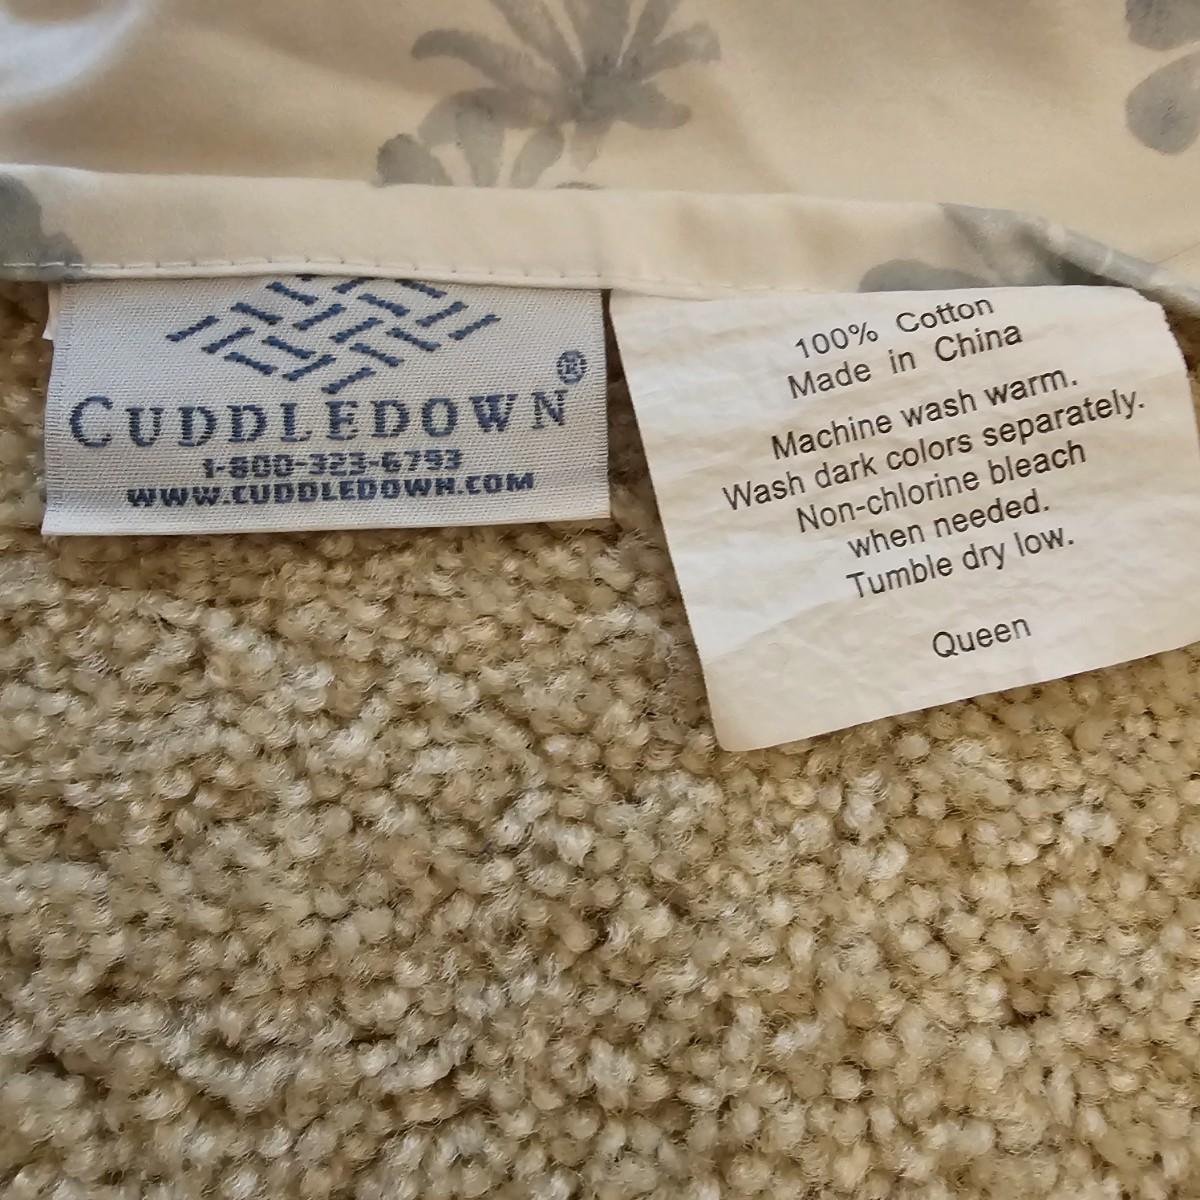 CUDDLEDOWN®
1-800-323-6793
WWW.CUDDLEDOWN.COM
100% Cotton
Made in China
Machine wash warm.
Wash dark colors separately.
Non-chlorine bleach
when needed.
Tumble dry low.
Queen